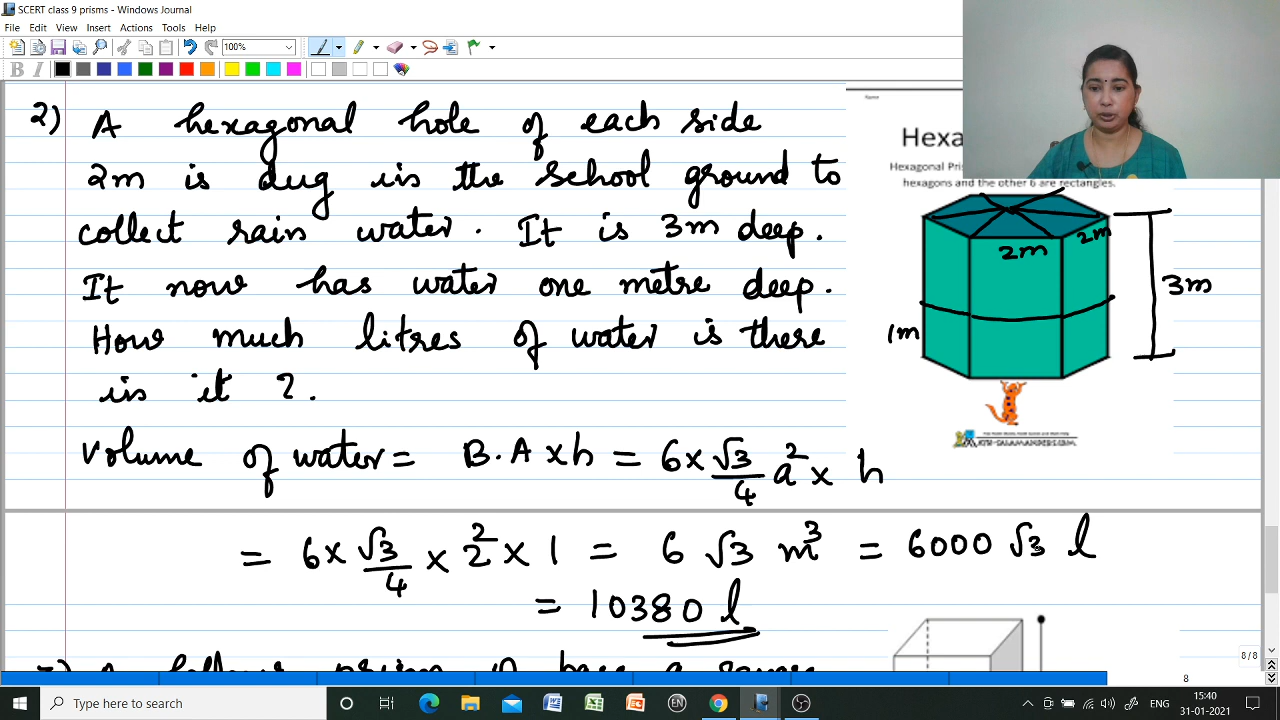 SCERT class 9 prisms - Windows Journal
File Edit View Insert Actions Tools Help
100%
B I
2) A hexagonal hole of each side
2m is dug in the school ground to
collect rain water. It is 3m deep.
It now has water one metre deep.
How much litres of water is there
in it ?.
Volume of water = B.A x h = 6 x √3/4 a² x h
= 6 x √3/4 x 2² x 1 = 6 √3 m³ = 6000 √3 l
= 10380 l
Name
Hexa
Hexagonal Pri
hexagons and the other 6 are rectangles.
2m
2m
3m
1m
8 / 8
8
Type here to search
EN
ENG
15:40
31-01-2021